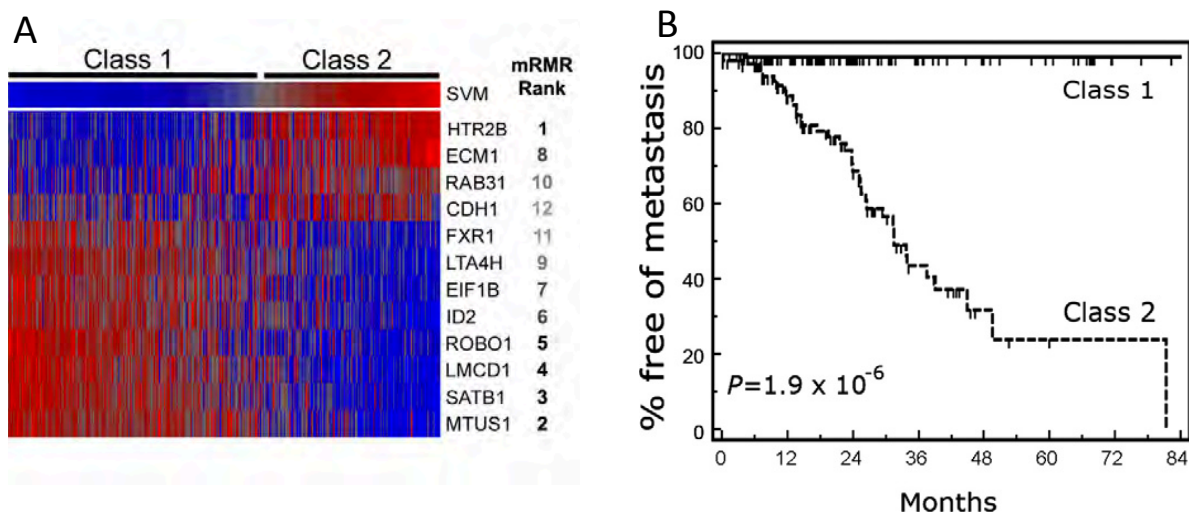 A
Class 1 Class 2 mRMR
Rank
SVM
HTR2B 1
ECM1 8
RAB31 10
CDH1 12
FXR1 11
LTA4H 9
EIF1B 7
ID2 6
ROBO1 5
LMCD1 4
SATB1 3
MTUS1 2
B
% free of metastasis
100
80
60
40
20
0
Class 1
Class 2
P=1.9 x 10⁻⁶
0 12 24 36 48 60 72 84
Months